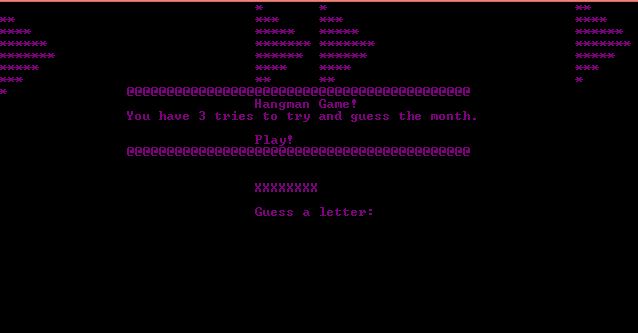 Hangman Game!
You have 3 tries to try and guess the month.
Play!
XXXXXXXX
Guess a letter: